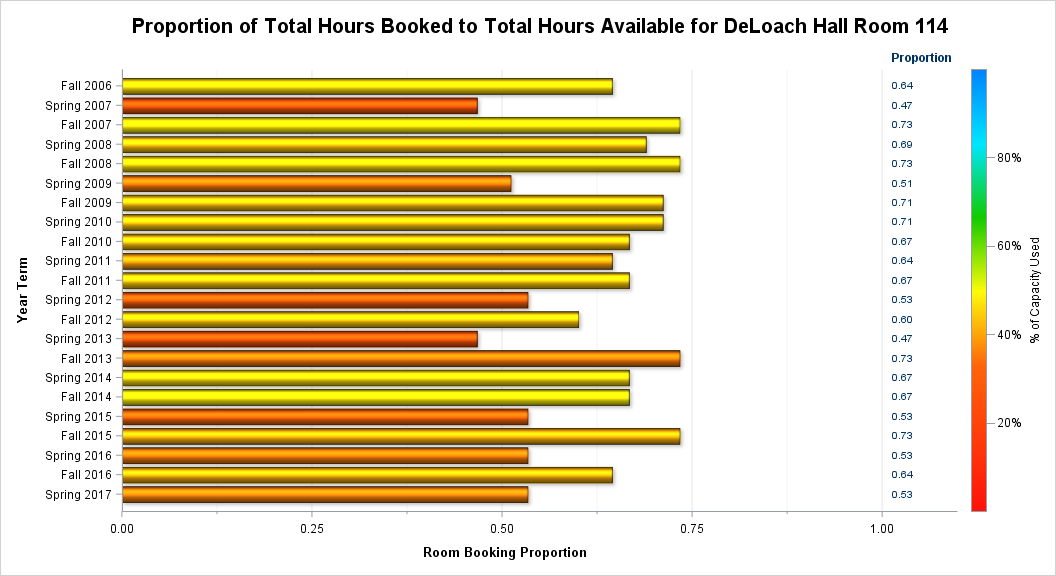 Proportion of Total Hours Booked to Total Hours Available for DeLoach Hall Room 114
Proportion
Fall 2006 0.64
Spring 2007 0.47
Fall 2007 0.73
Spring 2008 0.69
Fall 2008 0.73
Spring 2009 0.51
Fall 2009 0.71
Spring 2010 0.71
Fall 2010 0.67
Spring 2011 0.64
Fall 2011 0.67
Spring 2012 0.53
Fall 2012 0.60
Spring 2013 0.47
Fall 2013 0.73
Spring 2014 0.67
Fall 2014 0.67
Spring 2015 0.53
Fall 2015 0.73
Spring 2016 0.53
Fall 2016 0.64
Spring 2017 0.53
Year Term
0.00 0.25 0.50 0.75 1.00
Room Booking Proportion
80%
60%
40%
20%
% of Capacity Used